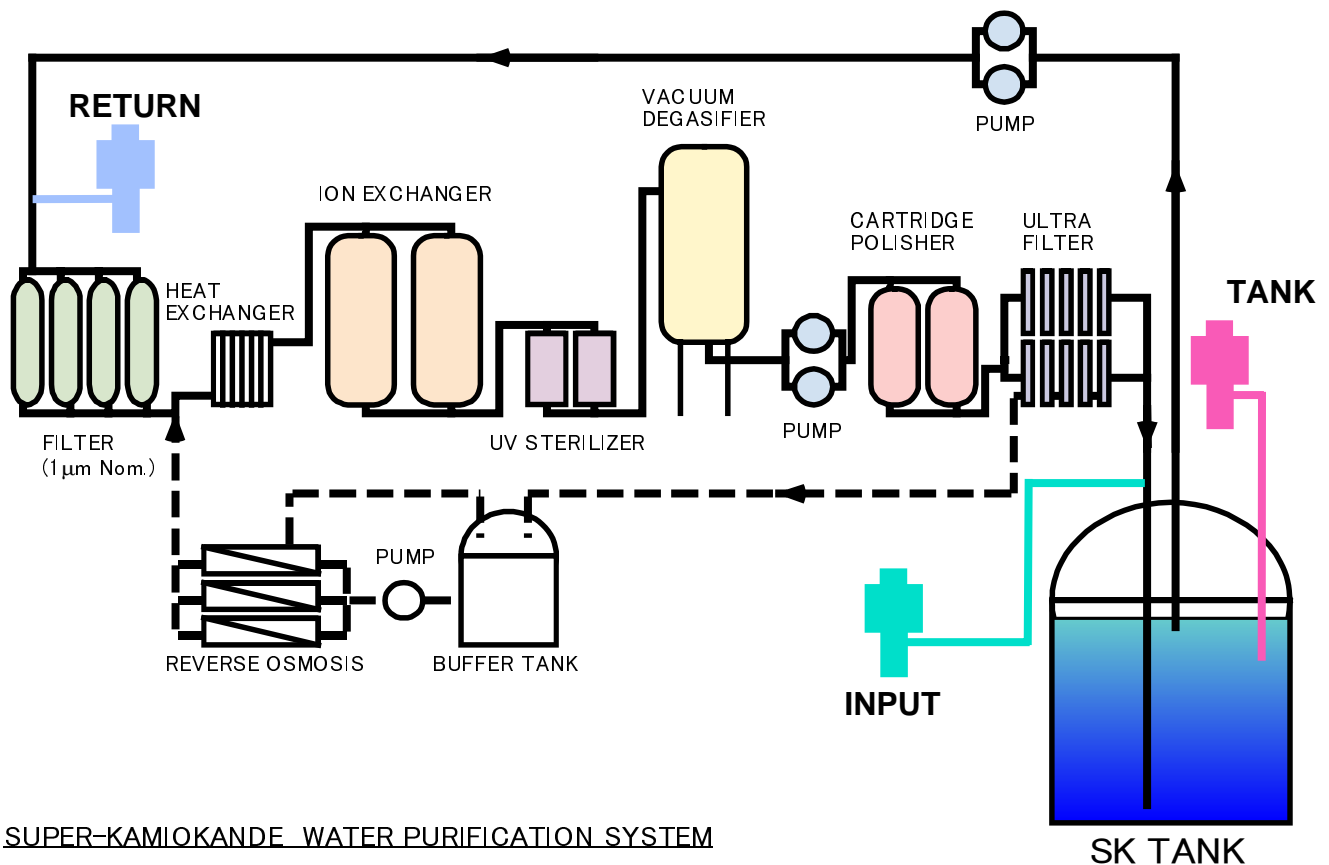 RETURN
VACUUM
DEGASIFIER
PUMP
ION EXCHANGER
CARTRIDGE
POLISHER
ULTRA
FILTER
HEAT
EXCHANGER
TANK
FILTER
(1μm Nom.)
UV STERILIZER
PUMP
PUMP
REVERSE OSMOSIS
BUFFER TANK
INPUT
SUPER-KAMIOKANDE WATER PURIFICATION SYSTEM
SK TANK